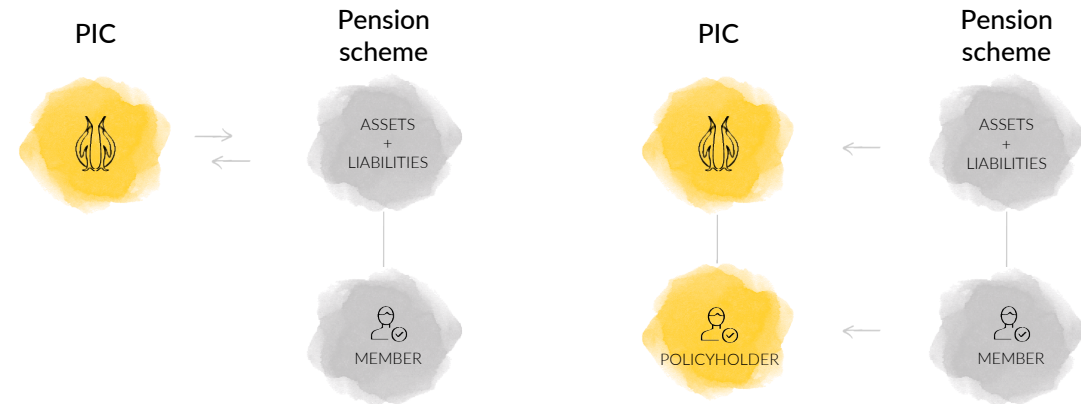 PIC
Pension
scheme
ASSETS
+
LIABILITIES
MEMBER
PIC
Pension
scheme
ASSETS
+
LIABILITIES
POLICYHOLDER
MEMBER